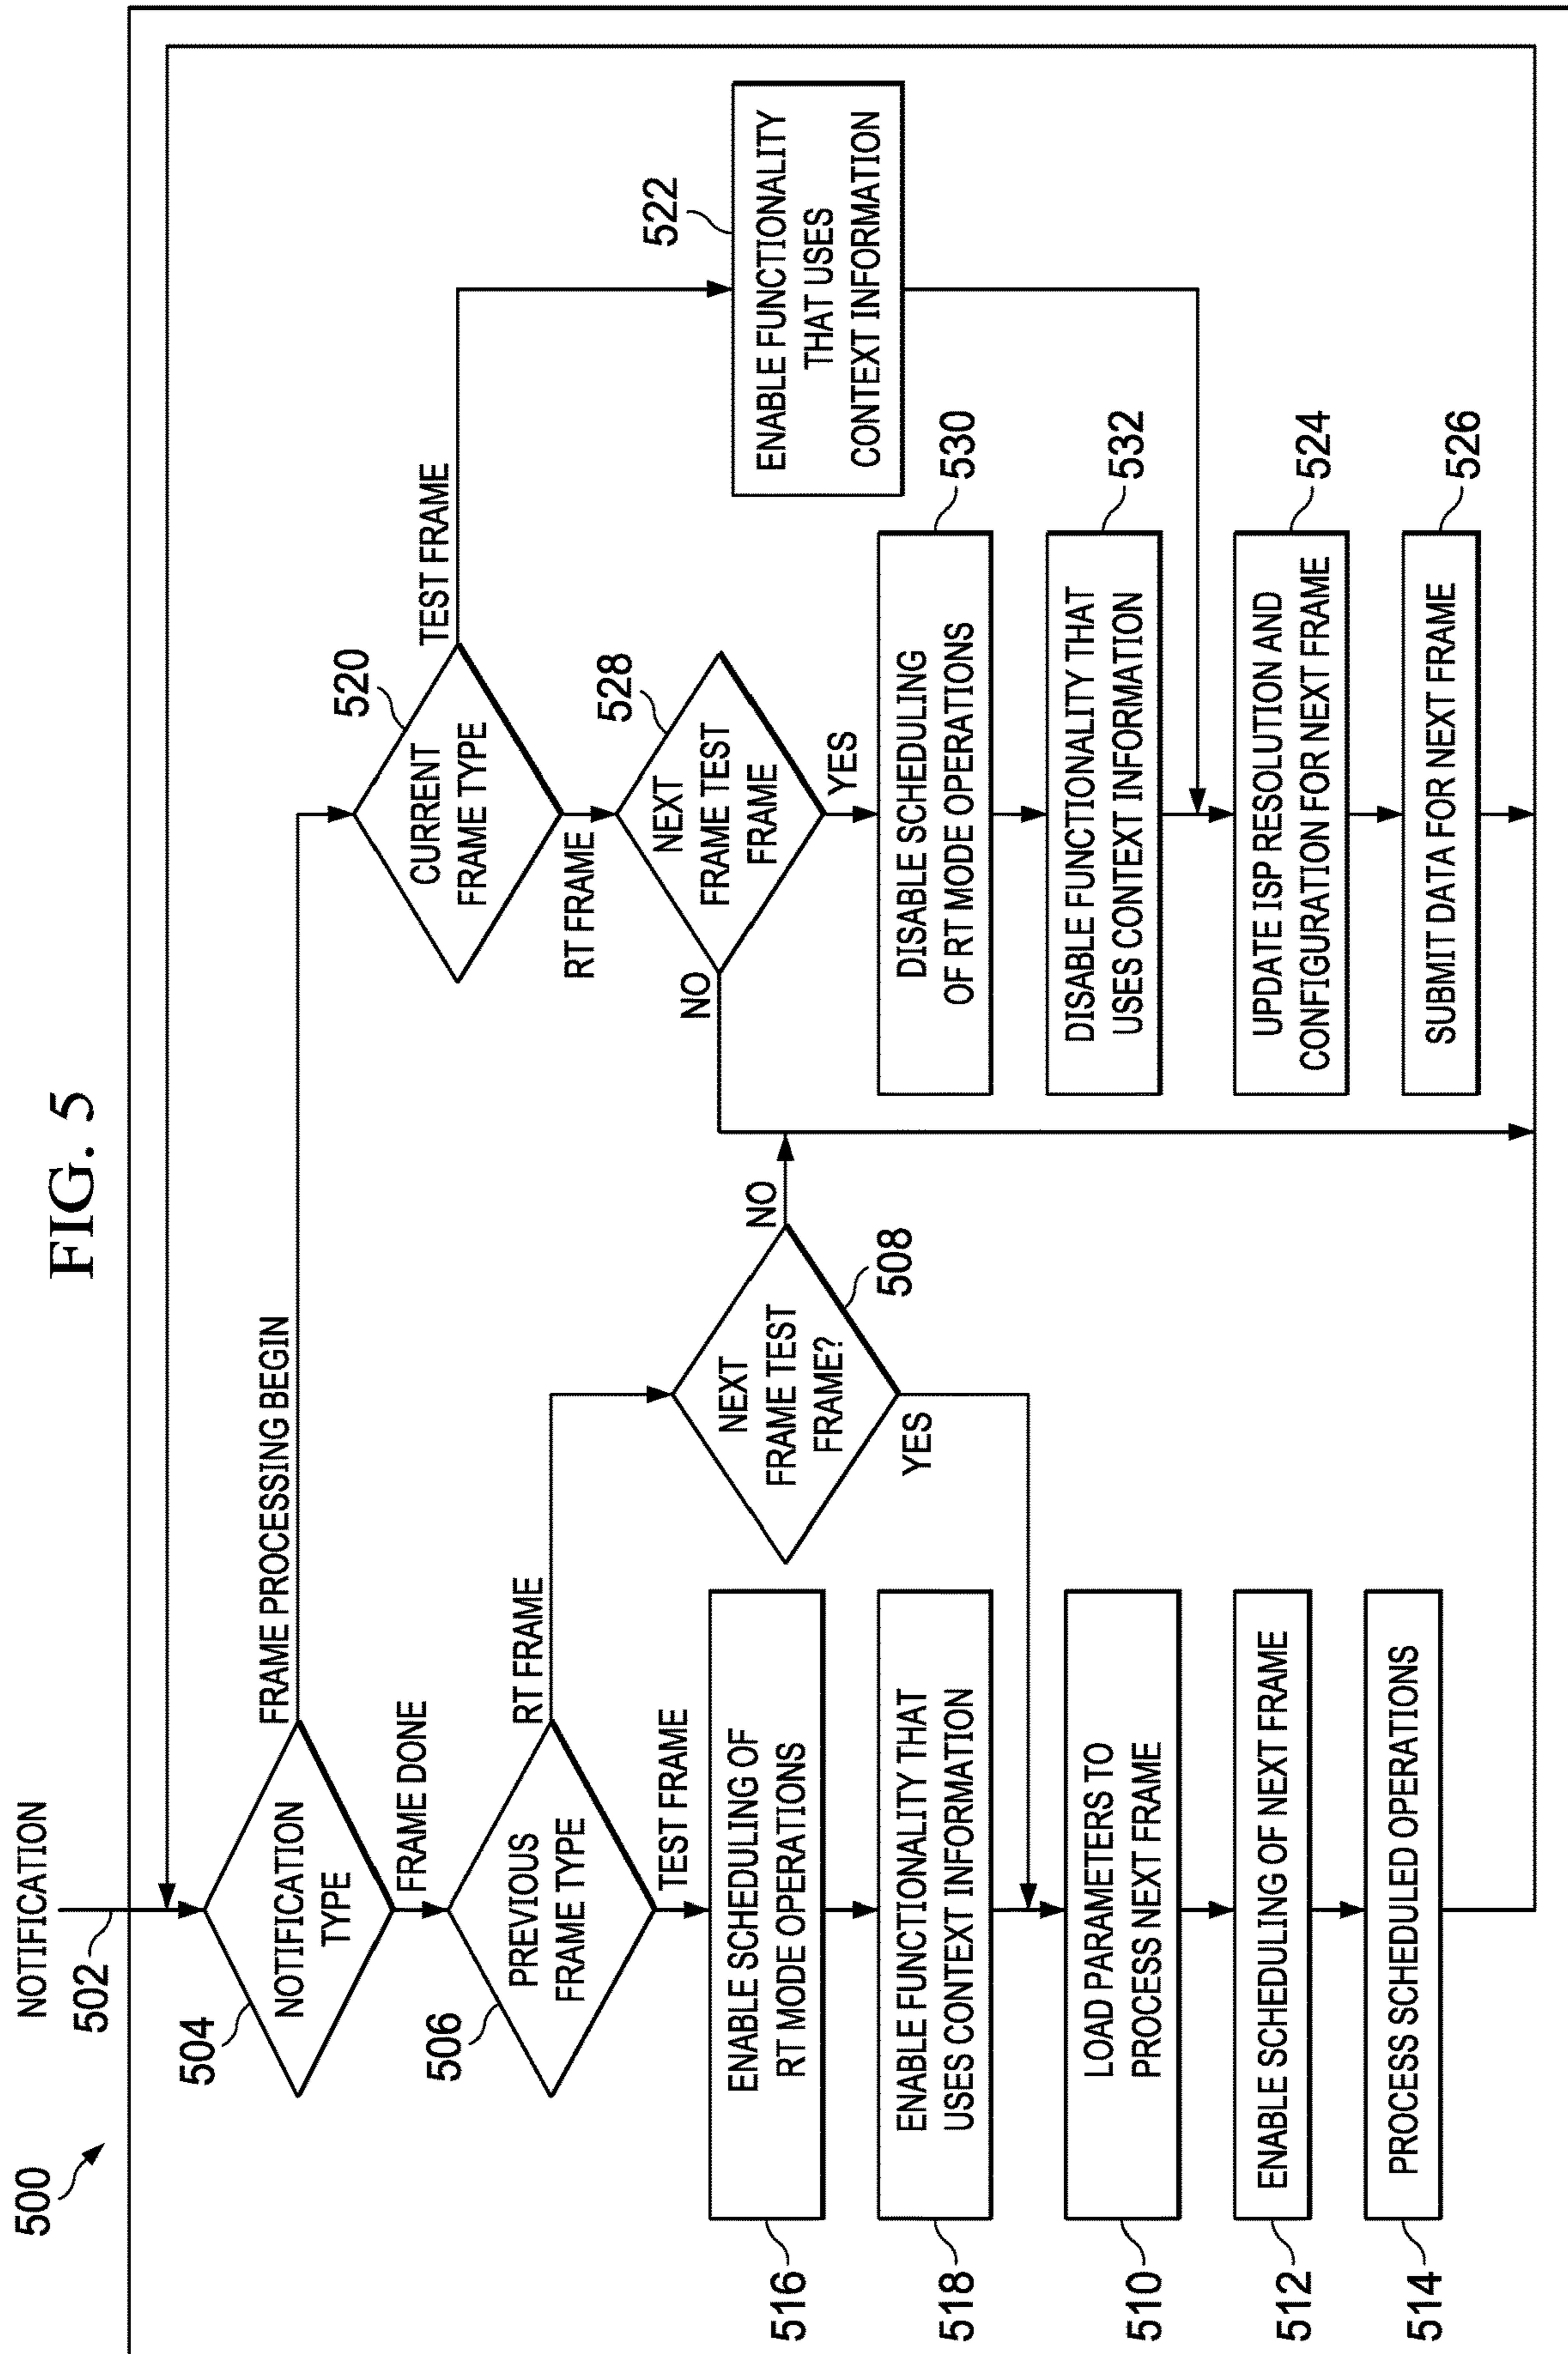 FIG. 5
500
NOTIFICATION
502
504
NOTIFICATION
TYPE
FRAME PROCESSING BEGIN
FRAME DONE
506
PREVIOUS
FRAME TYPE
RT FRAME
TEST FRAME
NEXT
FRAME TEST
FRAME?
508
NO
YES
516
ENABLE SCHEDULING OF
RT MODE OPERATIONS
518
ENABLE FUNCTIONALITY THAT
USES CONTEXT INFORMATION
510
LOAD PARAMETERS TO
PROCESS NEXT FRAME
512
ENABLE SCHEDULING OF NEXT FRAME
514
PROCESS SCHEDULED OPERATIONS
520
CURRENT
FRAME TYPE
TEST FRAME
RT FRAME
528
NEXT
FRAME TEST
FRAME
NO
YES
522
ENABLE FUNCTIONALITY
THAT USES
CONTEXT INFORMATION
DISABLE SCHEDULING
OF RT MODE OPERATIONS
530
DISABLE FUNCTIONALITY THAT
USES CONTEXT INFORMATION
532
UPDATE ISP RESOLUTION AND
CONFIGURATION FOR NEXT FRAME
524
SUBMIT DATA FOR NEXT FRAME
526